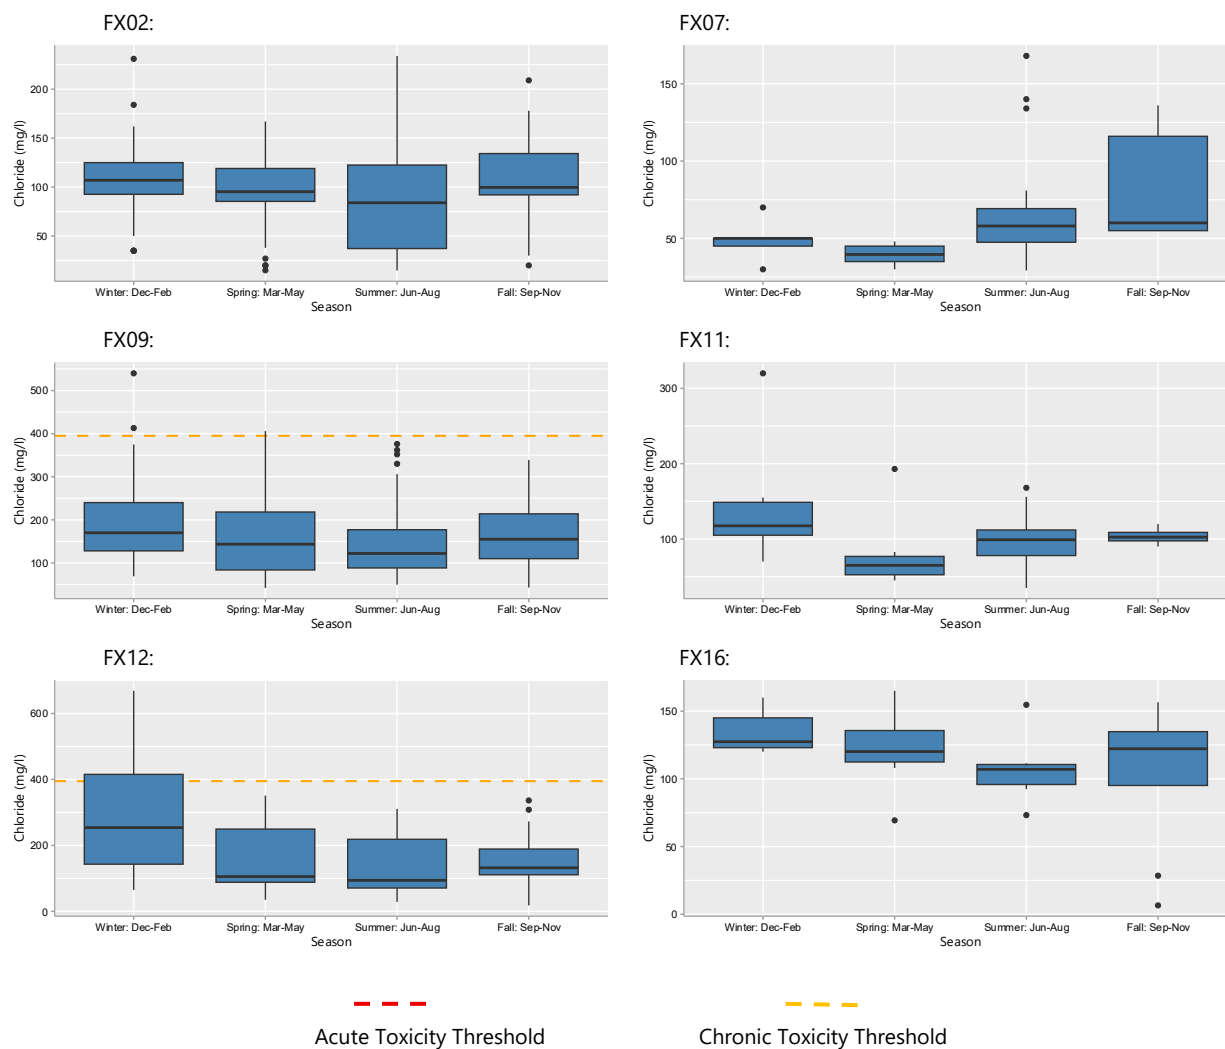 FX02:
FX07:
Chloride (mg/l)
200
150
100
50
Winter: Dec-Feb Spring: Mar-May Summer: Jun-Aug Fall: Sep-Nov
Season
Chloride (mg/l)
150
100
50
Winter: Dec-Feb Spring: Mar-May Summer: Jun-Aug Fall: Sep-Nov
Season
FX09:
FX11:
Chloride (mg/l)
500
400
300
200
100
Winter: Dec-Feb Spring: Mar-May Summer: Jun-Aug Fall: Sep-Nov
Season
Chloride (mg/l)
300
200
100
Winter: Dec-Feb Spring: Mar-May Summer: Jun-Aug Fall: Sep-Nov
Season
FX12:
FX16:
Chloride (mg/l)
600
400
200
0
Winter: Dec-Feb Spring: Mar-May Summer: Jun-Aug Fall: Sep-Nov
Season
Chloride (mg/l)
150
100
50
0
Winter: Dec-Feb Spring: Mar-May Summer: Jun-Aug Fall: Sep-Nov
Season
Acute Toxicity Threshold
Chronic Toxicity Threshold